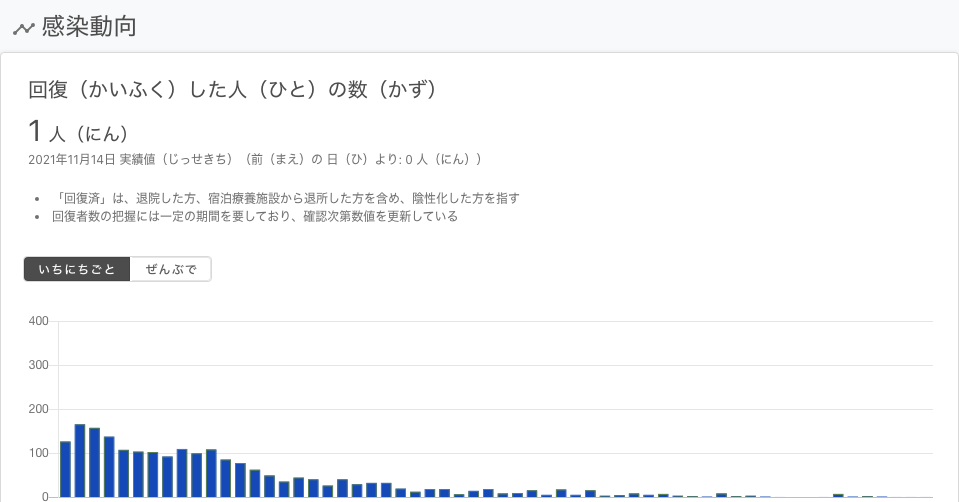 感染動向
回復（かいふく）した人（ひと）の数（かず）
1 人（にん）
2021年11月14日 実績値（じっせきち）（前（まえ）の 日（ひ）より: 0 人（にん））
• 「回復済」は、退院した方、宿泊療養施設から退所した方を含め、陰性化した方を指す
• 回復者数の把握には一定の期間を要しており、確認次第数値を更新している
いちにちごと ぜんぶで
400
300
200
100
0